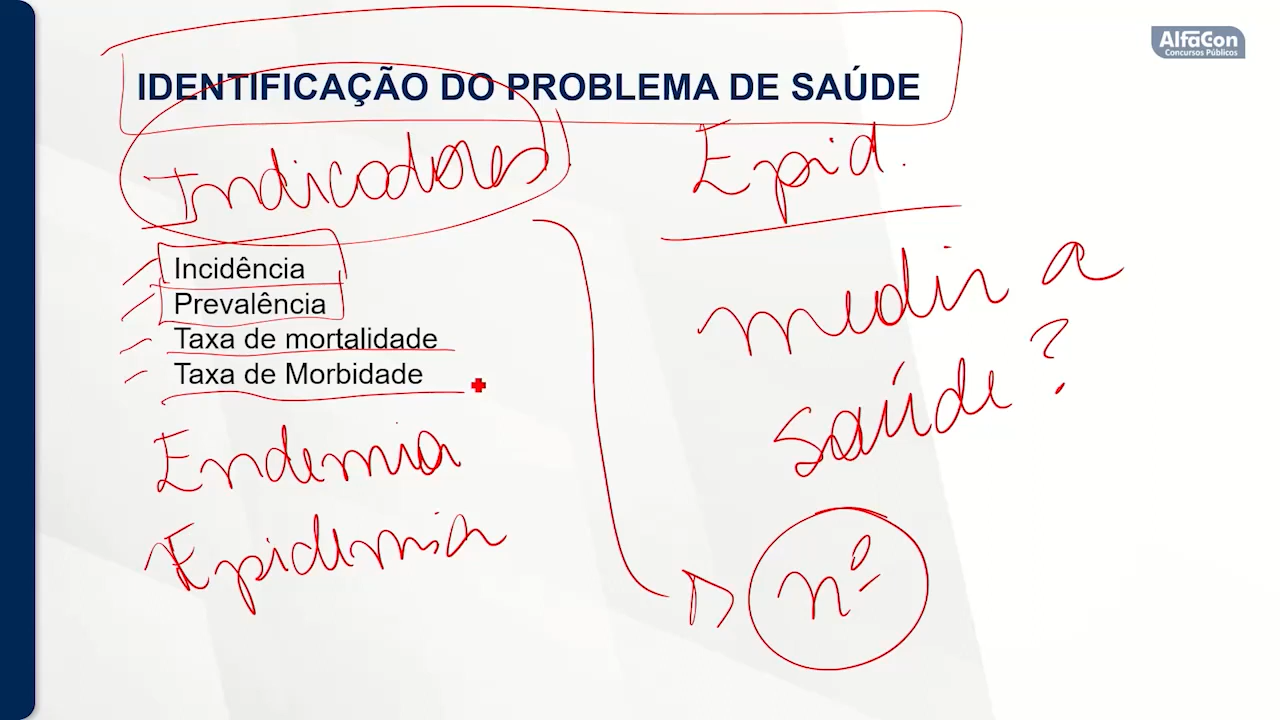 AlfaCon
Concursos Públicos
IDENTIFICAÇÃO DO PROBLEMA DE SAÚDE
Indicadores
Epid.
Incidência
Prevalência
Taxa de mortalidade
Taxa de Morbidade
Endemia
Epidemia
medir a
saúde?
nº